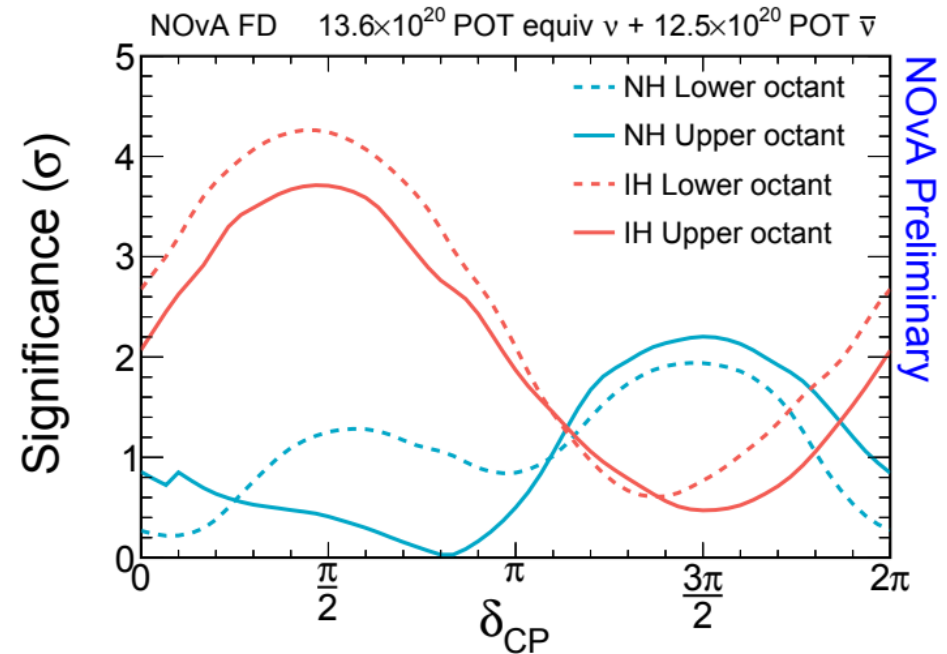 NOvA FD 13.6×10²⁰ POT equiv ν + 12.5×10²⁰ POT ν̅
5
4
3
2
1
0
Significance (σ)
NH Lower octant
NH Upper octant
IH Lower octant
IH Upper octant
NOvA Preliminary
0
π/2
π
3π/2
2π
δCP